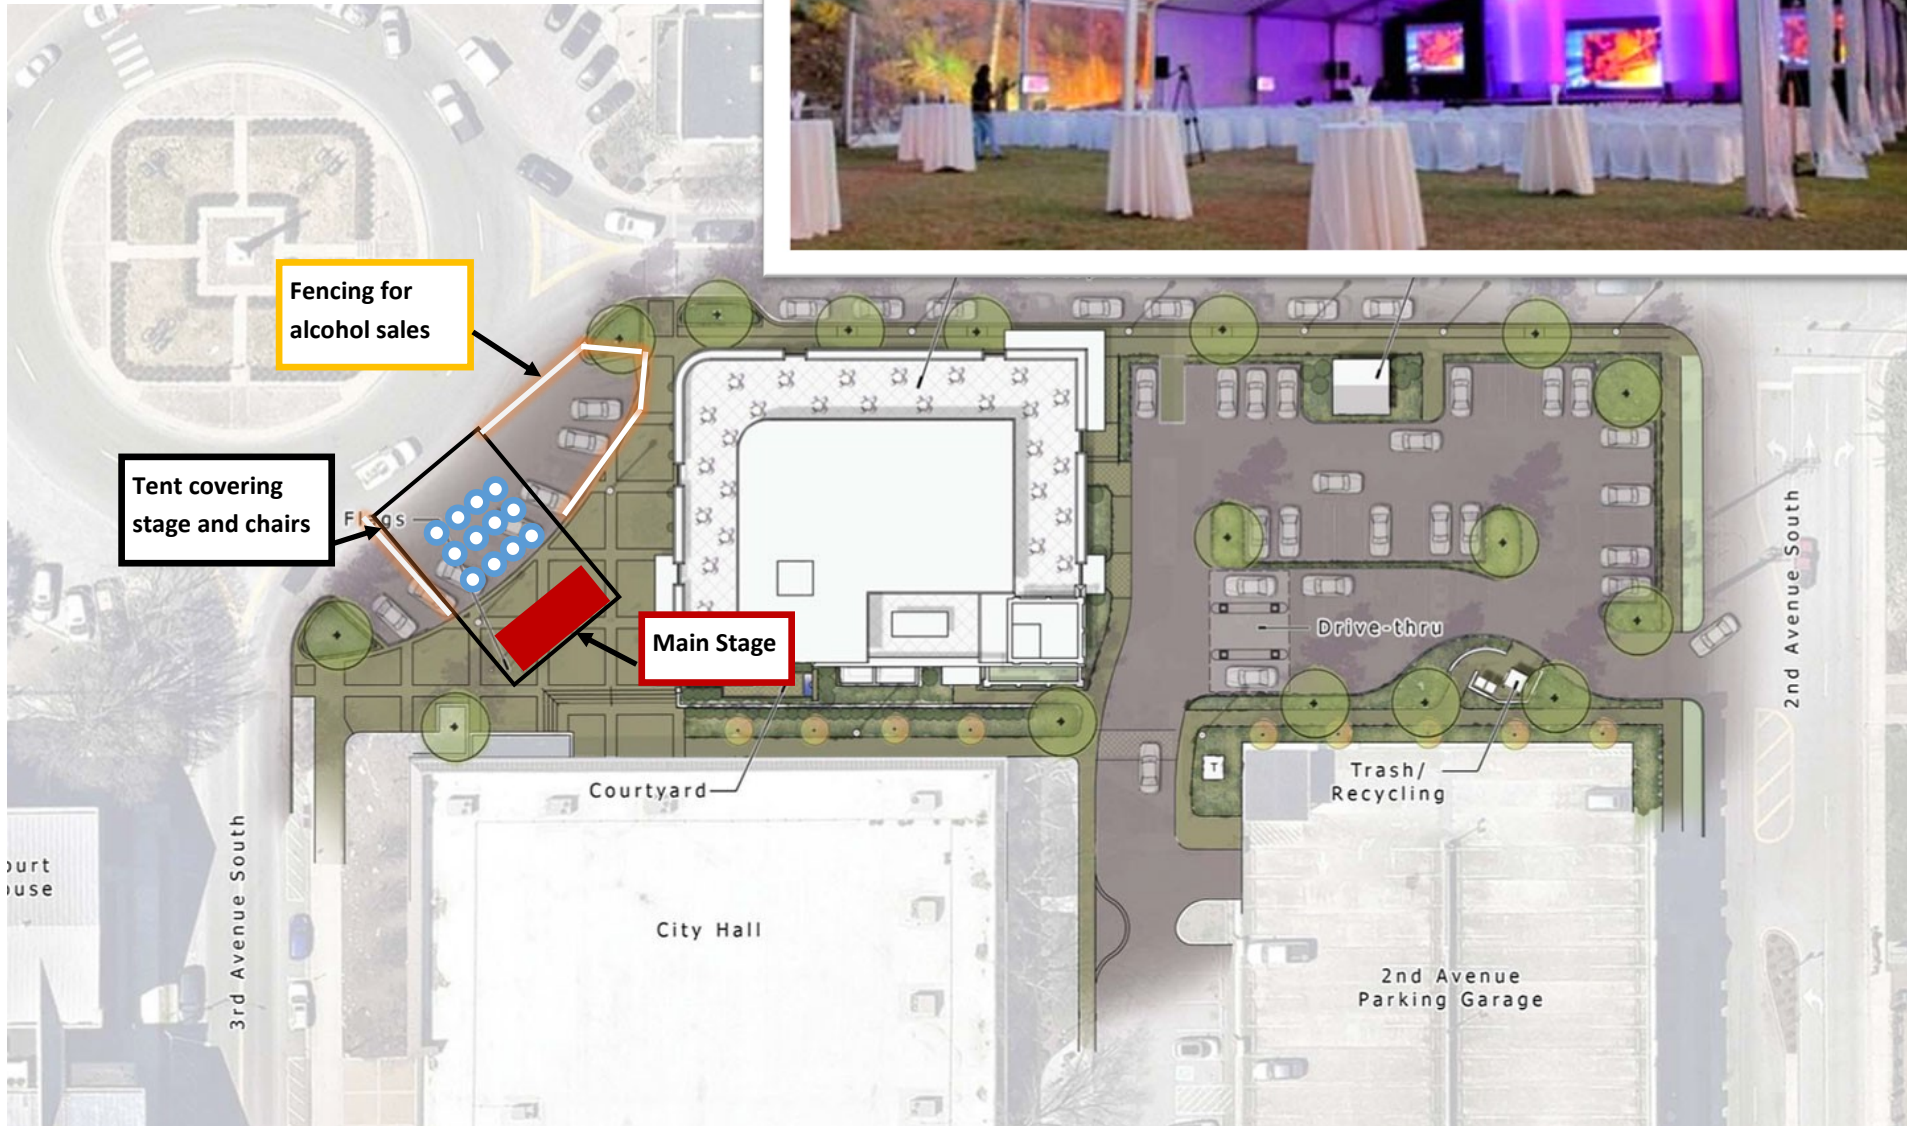 Fencing for
alcohol sales
Tent covering
stage and chairs
Main Stage
Drive-thru
2nd Avenue South
Courtyard
Trash/
Recycling
T
3rd Avenue South
City Hall
2nd Avenue
Parking Garage